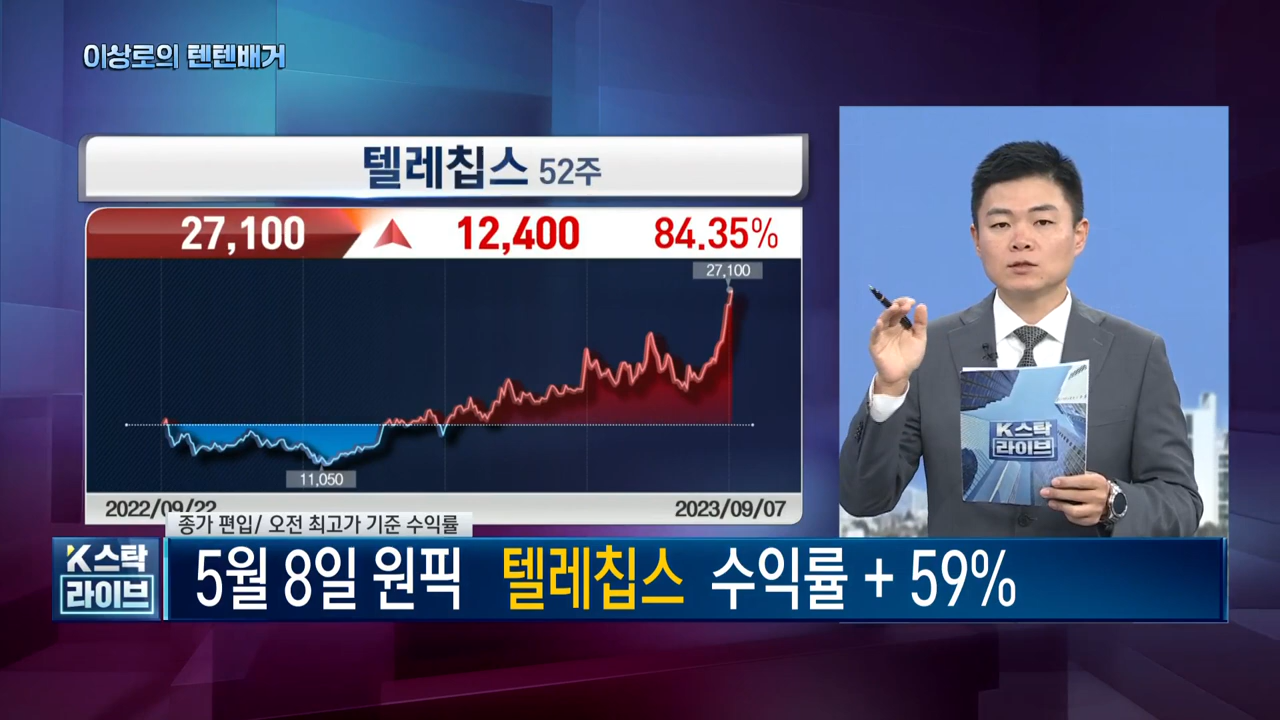 이상로의 텐텐배거
텔레칩스 52주
27,100 12,400 84.35%
27,100
11,050
2022/09/22 2023/09/07
종가 편입/ 오전 최고가 기준 수익률
K스탁
라이브
5월 8일 원픽 텔레칩스 수익률 + 59%
K스탁
라이브